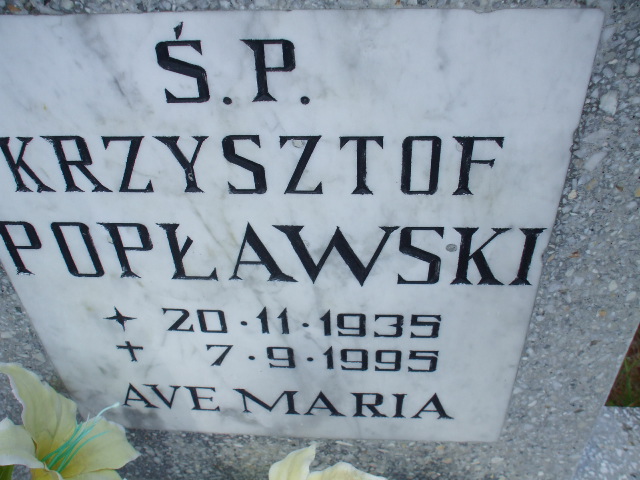 Ś.P.
KRZYSZTOF
POPŁAWSKI
20·11·1935
7·9·1995
AVE MARIA